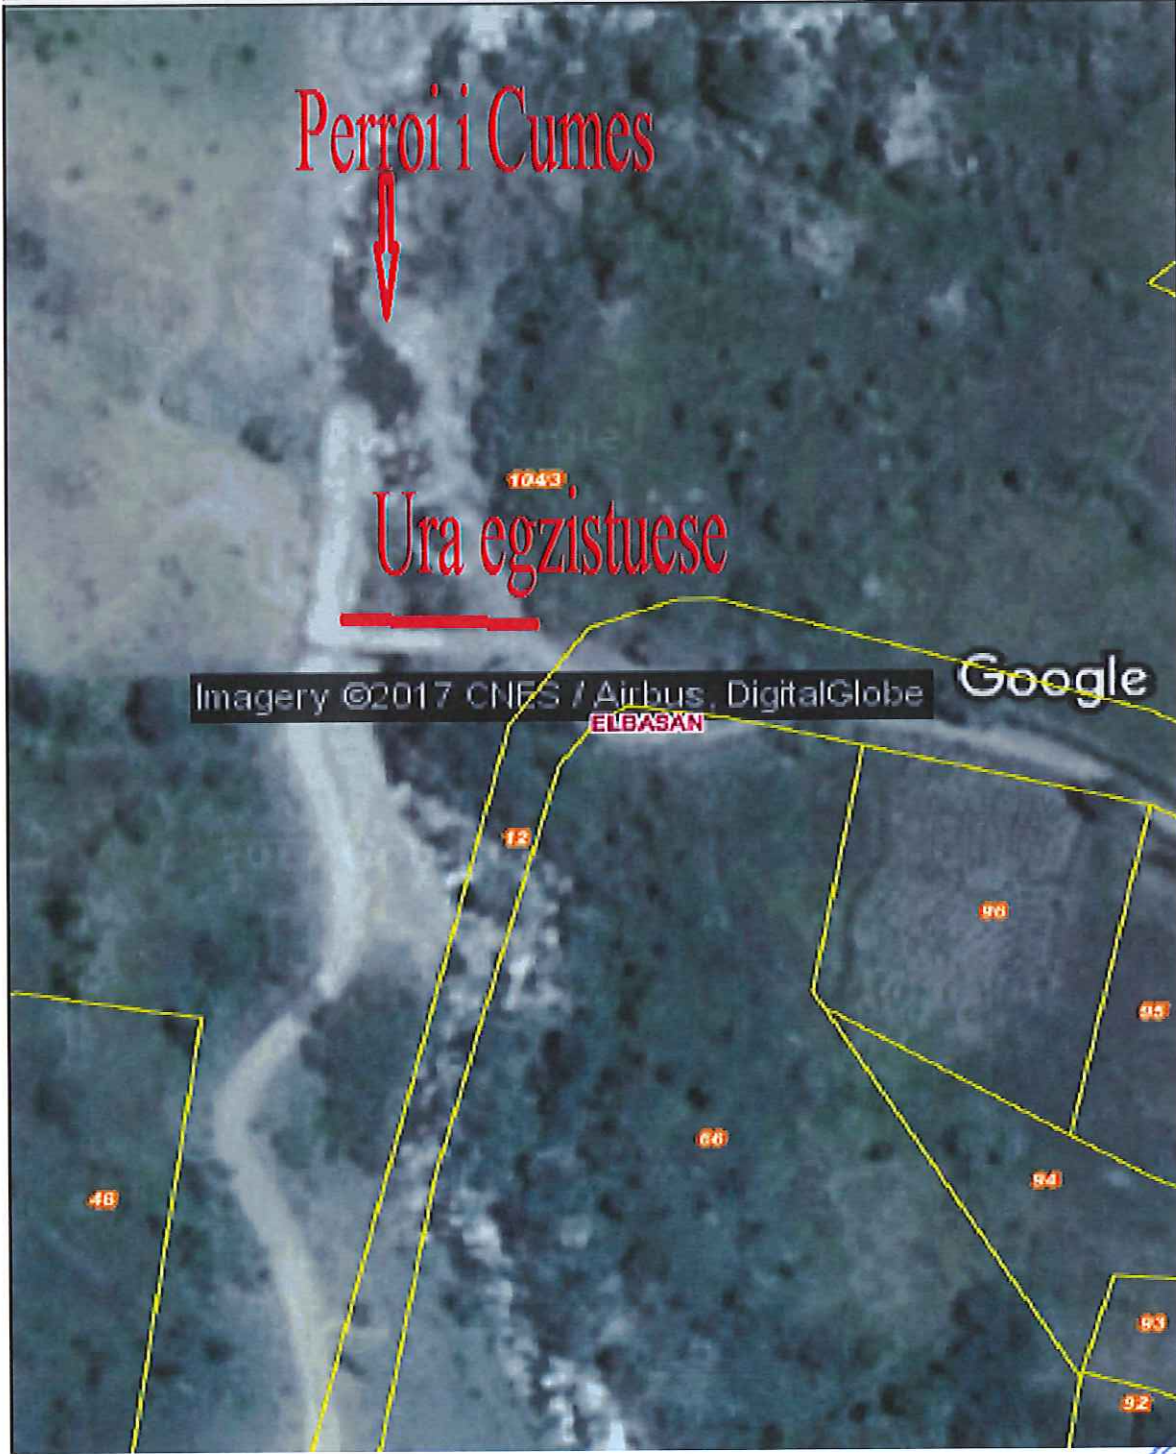 Perroi i Cumes
1043
Ura egzistuese
Google
Imagery ©2017 CNES / Airbus, DigitalGlobe
ELBASAN
12
96
95
66
94
48
93
92